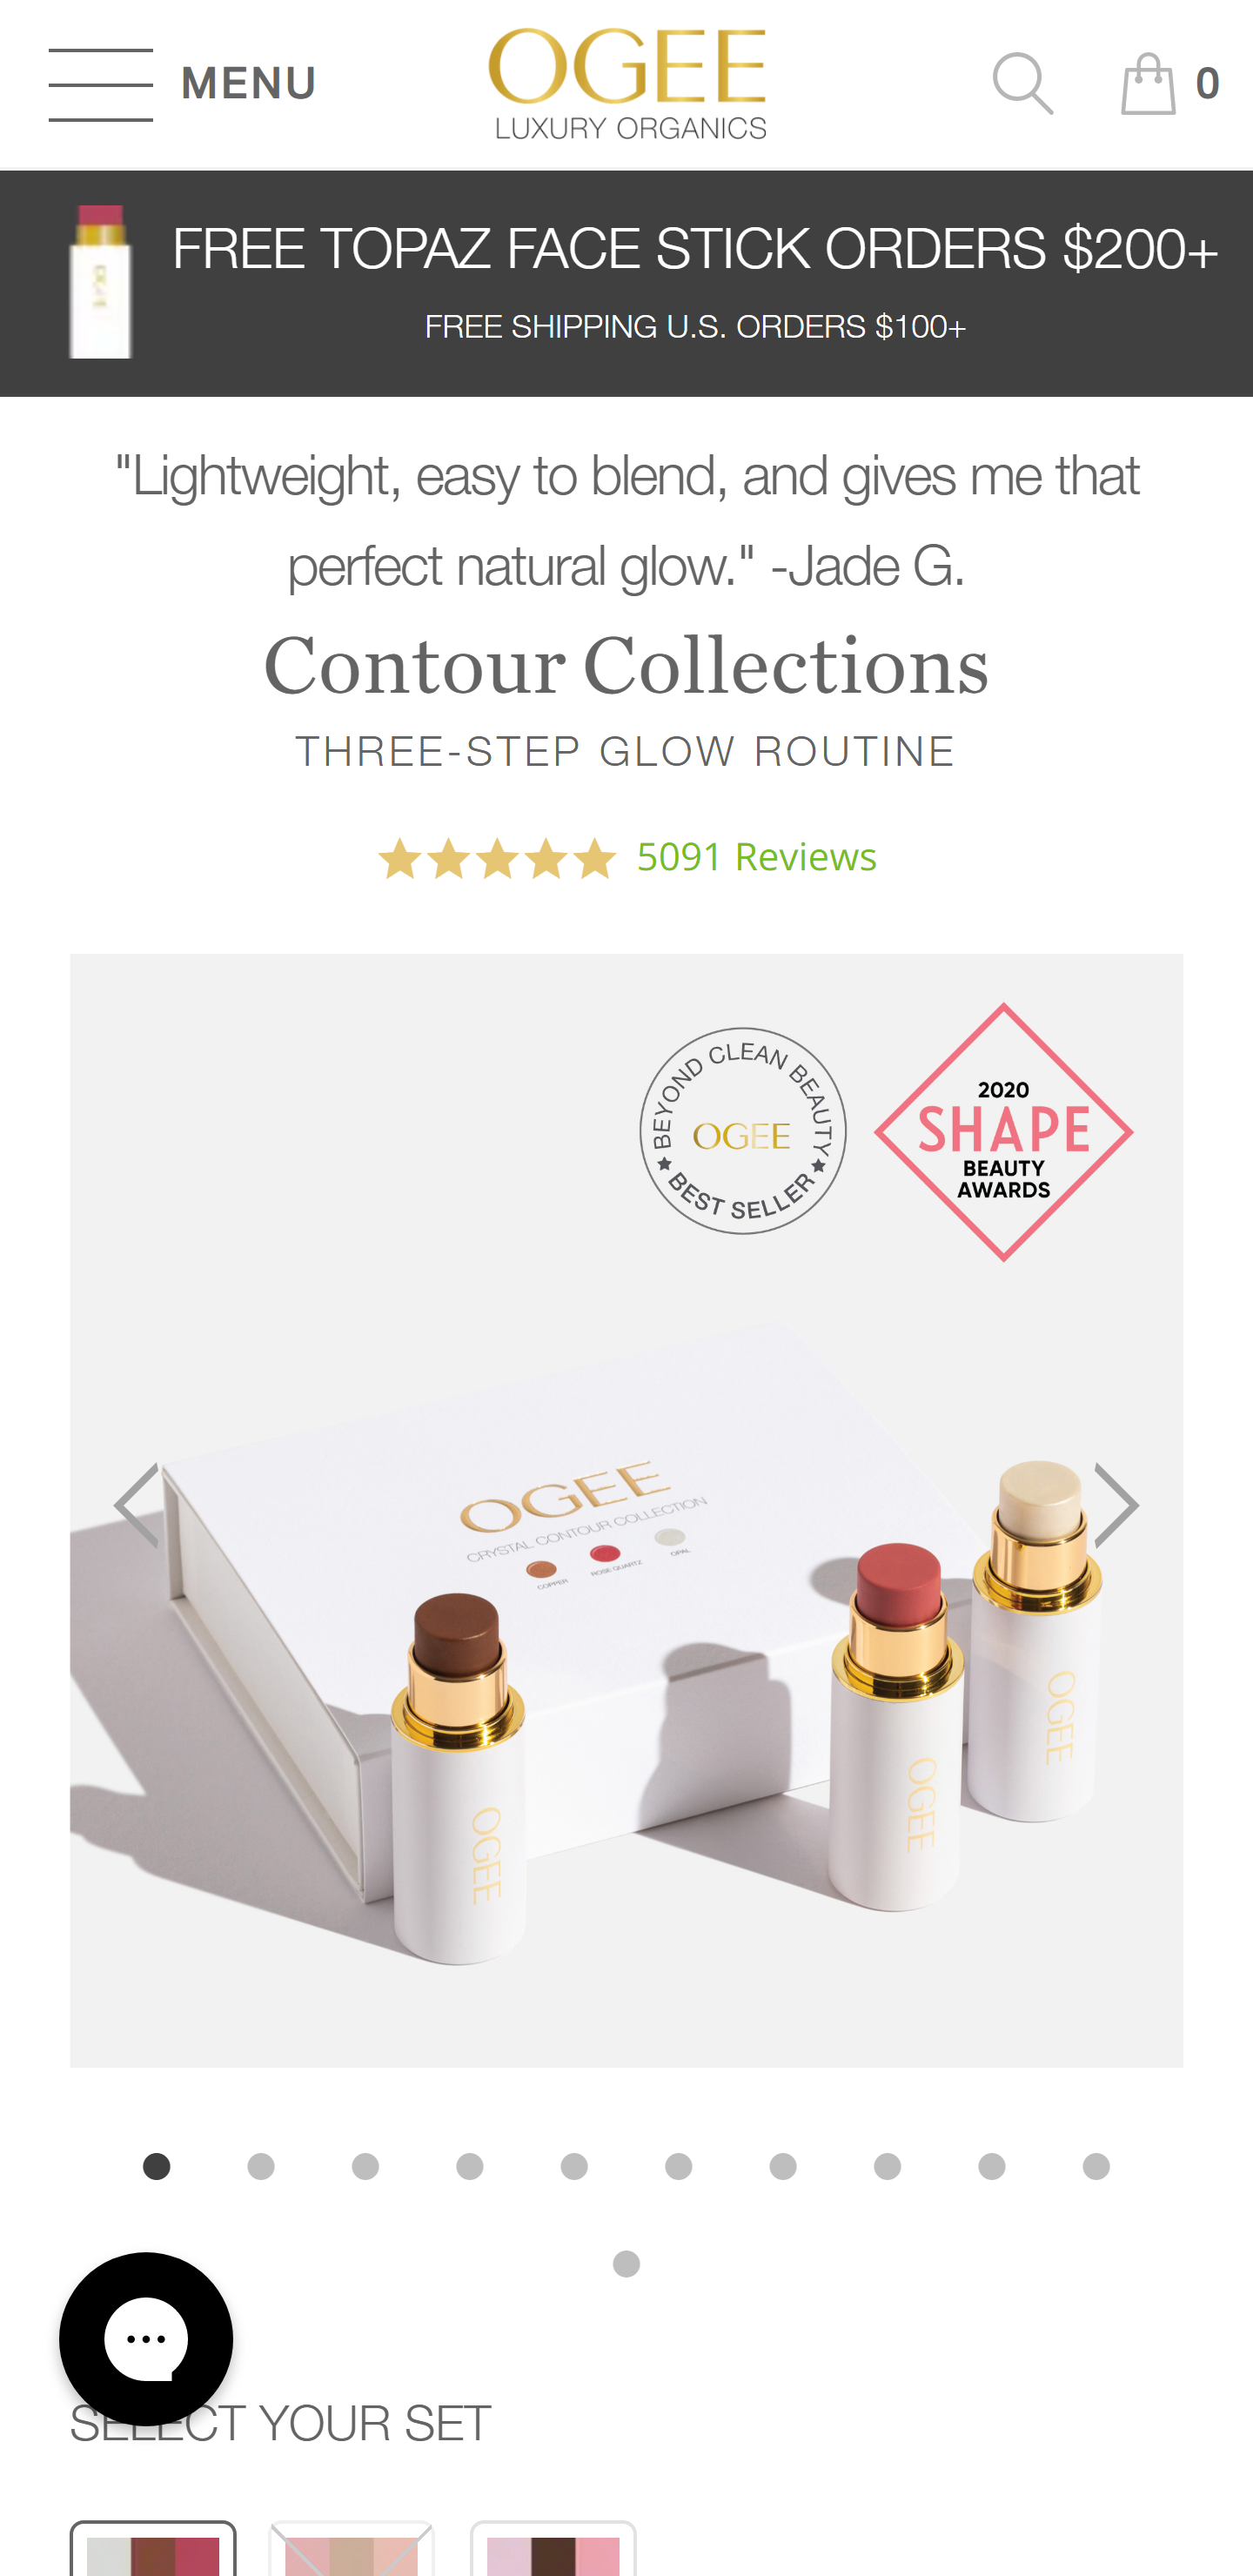 MENU
OGEE
LUXURY ORGANICS
0
FREE TOPAZ FACE STICK ORDERS $200+
FREE SHIPPING U.S. ORDERS $100+
"Lightweight, easy to blend, and gives me that
perfect natural glow." -Jade G.
Contour Collections
THREE-STEP GLOW ROUTINE
5091 Reviews
BEYOND CLEAN BEAUTY
OGEE
BEST SELLER
2020
SHAPE
BEAUTY
AWARDS
OGEE
CRYSTAL CONTOUR COLLECTION
COPPER
ROSE QUARTZ
OPAL
OGEE
OGEE
OGEE
SELECT YOUR SET